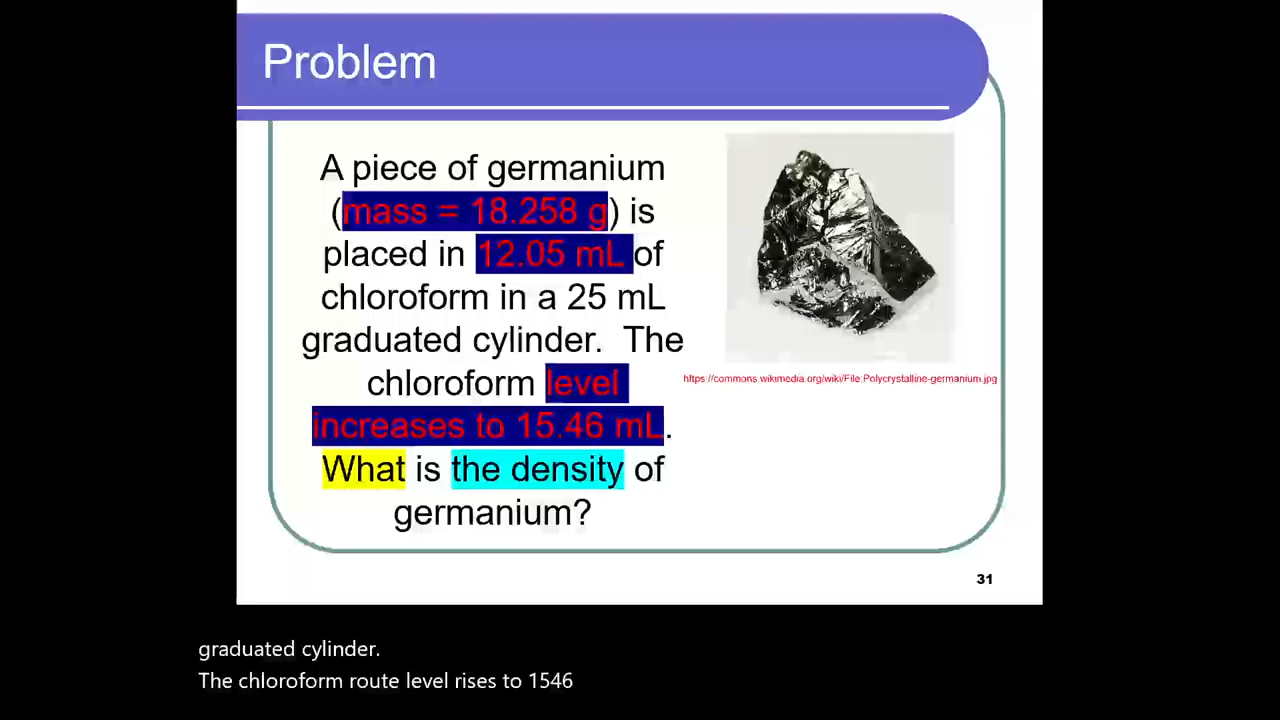 Problem
A piece of germanium
(mass = 18.258 g) is
placed in 12.05 mL of
chloroform in a 25 mL
graduated cylinder.  The
chloroform level
increases to 15.46 mL.
What is the density of
germanium?
https://commons.wikimedia.org/wiki/File:Polycrystalline-germanium.jpg
31
graduated cylinder.
The chloroform route level rises to 1546